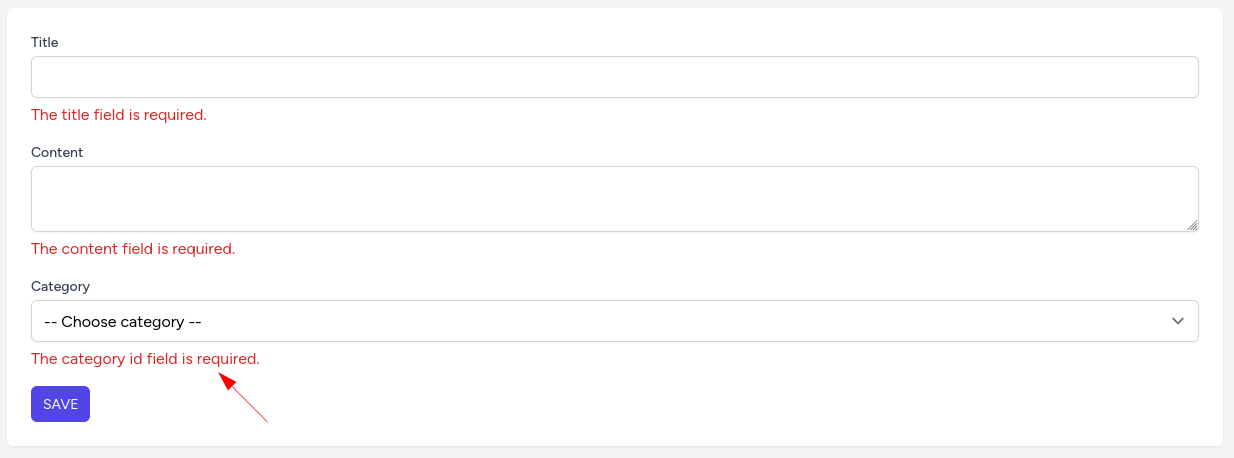 Title
The title field is required.
Content
The content field is required.
Category
-- Choose category --
The category id field is required.
SAVE